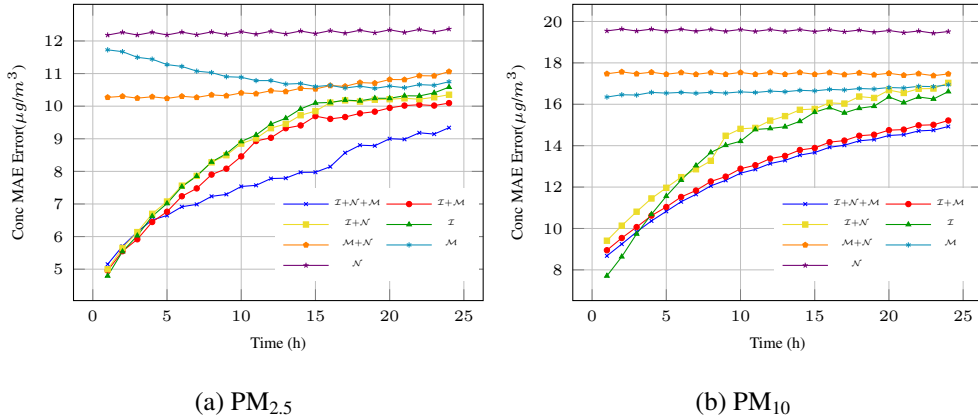 Conc MAE Error(μg/m³)
12
11
10
9
8
7
6
5
0 5 10 15 20 25
Time (h)
ℐ+𝒩+ℳ ℐ+ℳ
ℐ+𝒩 ℐ
ℳ+𝒩 ℳ
𝒩
(a) PM₂.₅
Conc MAE Error(μg/m³)
20
18
16
14
12
10
8
0 5 10 15 20 25
Time (h)
ℐ+𝒩+ℳ ℐ+ℳ
ℐ+𝒩 ℐ
ℳ+𝒩 ℳ
𝒩
(b) PM₁₀